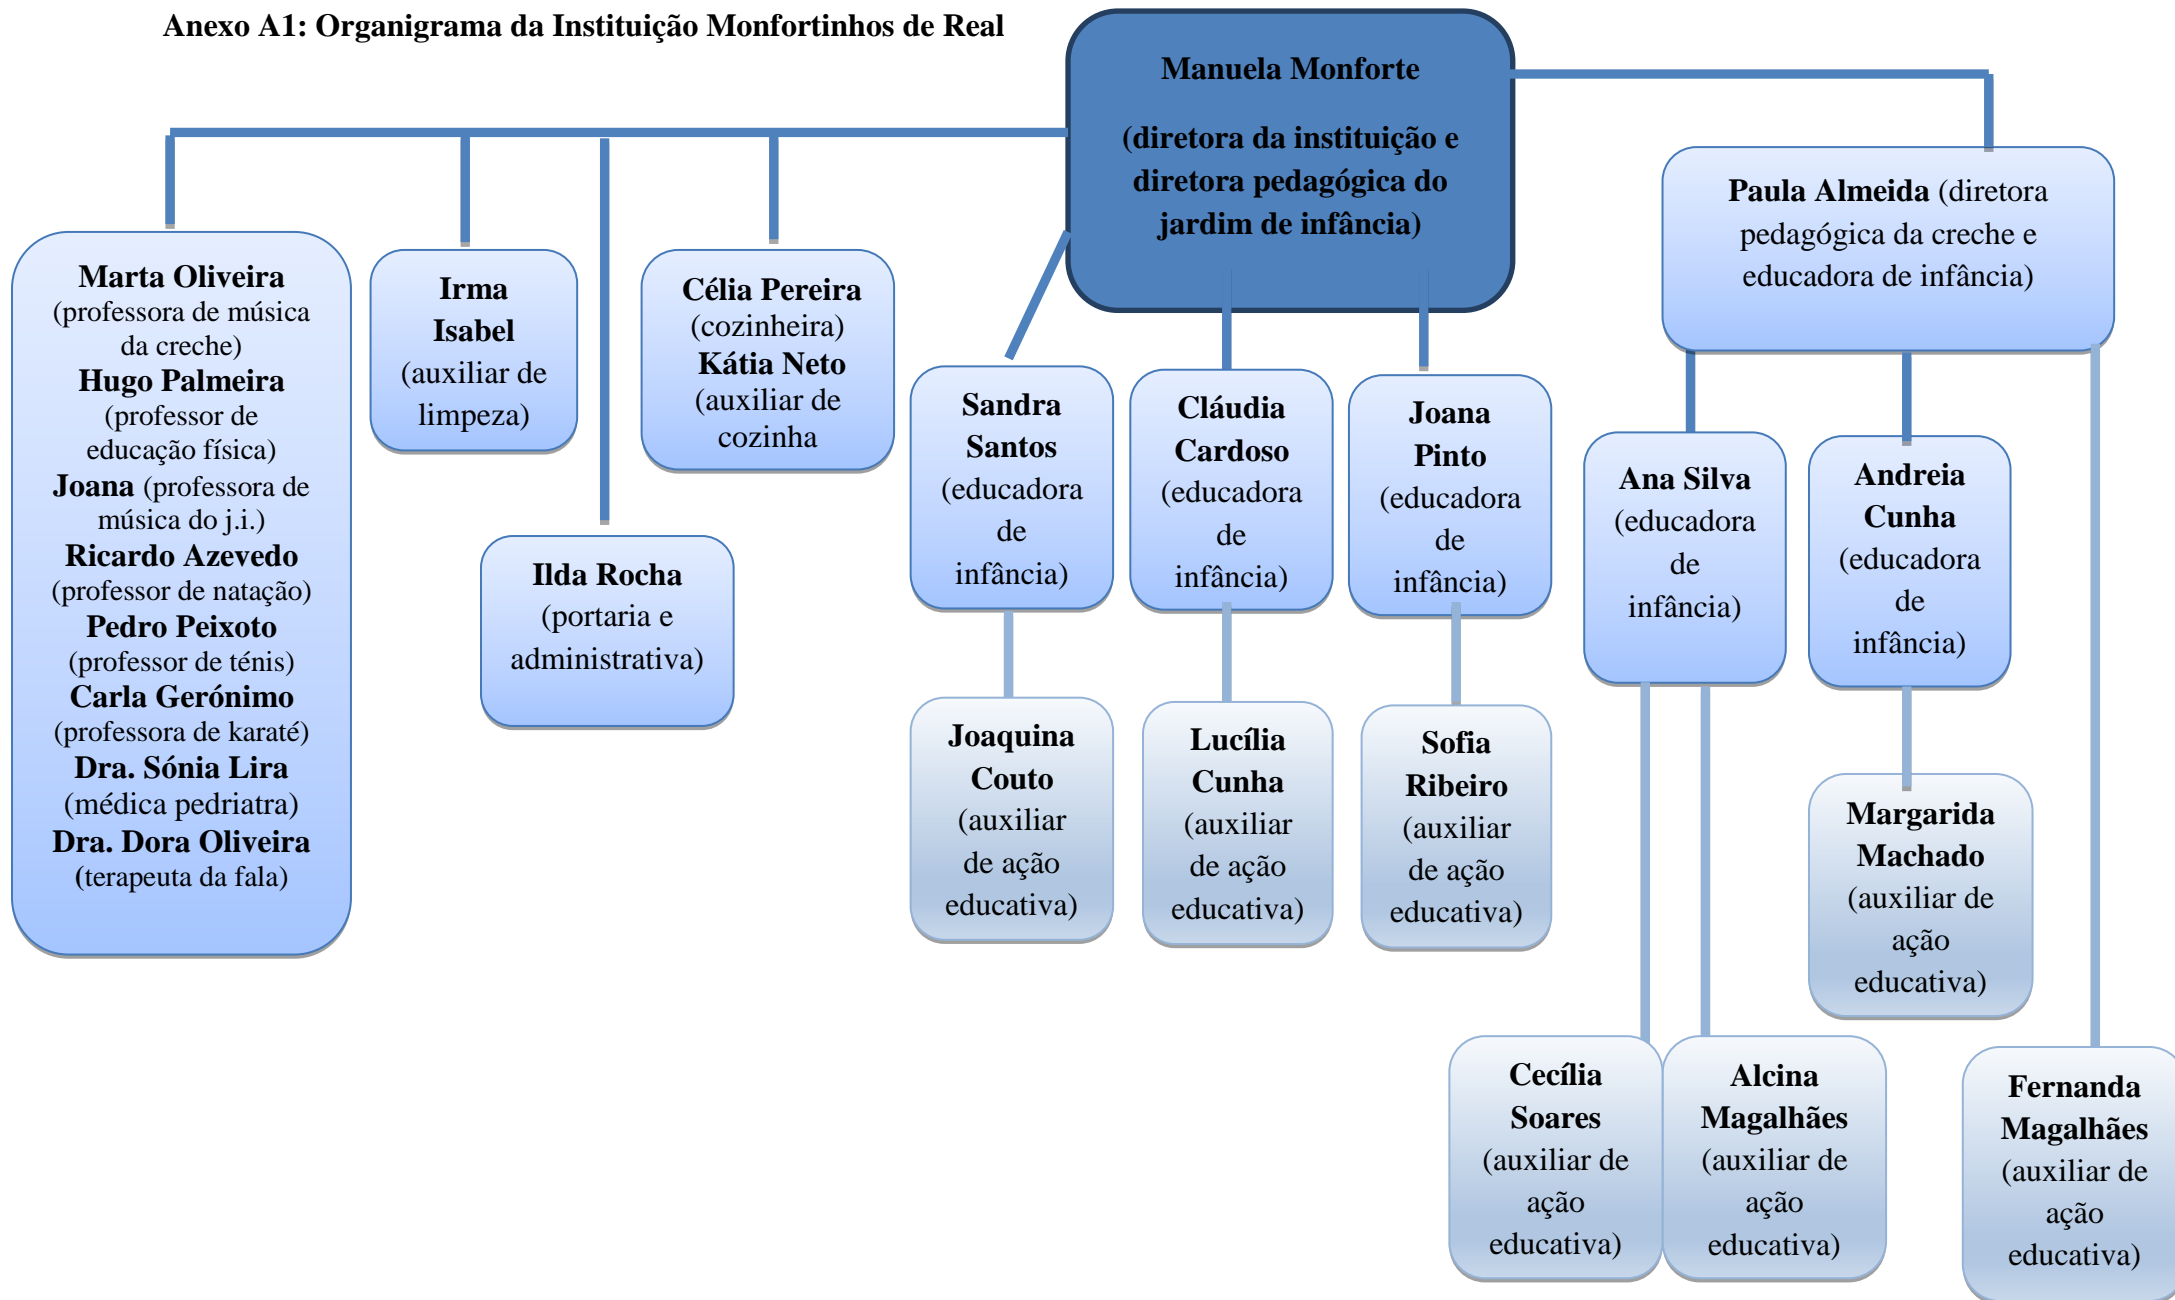 Anexo A1: Organigrama da Instituição Monfortinhos de Real
Manuela Monforte
(diretora da instituição e
diretora pedagógica do
jardim de infância)
Paula Almeida (diretora
pedagógica da creche e
educadora de infância)
Marta Oliveira
(professora de música
da creche)
Hugo Palmeira
(professor de
educação física)
Joana (professora de
música do j.i.)
Ricardo Azevedo
(professor de natação)
Pedro Peixoto
(professor de ténis)
Carla Gerónimo
(professora de karaté)
Dra. Sónia Lira
(médica pedriatra)
Dra. Dora Oliveira
(terapeuta da fala)
Irma
Isabel
(auxiliar de
limpeza)
Ilda Rocha
(portaria e
administrativa)
Célia Pereira
(cozinheira)
Kátia Neto
(auxiliar de
cozinha
Sandra
Santos
(educadora
de
infância)
Cláudia
Cardoso
(educadora
de
infância)
Joana
Pinto
(educadora
de
infância)
Ana Silva
(educadora
de
infância)
Andreia
Cunha
(educadora
de
infância)
Joaquina
Couto
(auxiliar
de ação
educativa)
Lucília
Cunha
(auxiliar
de ação
educativa)
Sofia
Ribeiro
(auxiliar
de ação
educativa)
Margarida
Machado
(auxiliar de
ação
educativa)
Cecília
Soares
(auxiliar de
ação
educativa)
Alcina
Magalhães
(auxiliar de
ação
educativa)
Fernanda
Magalhães
(auxiliar de
ação
educativa)